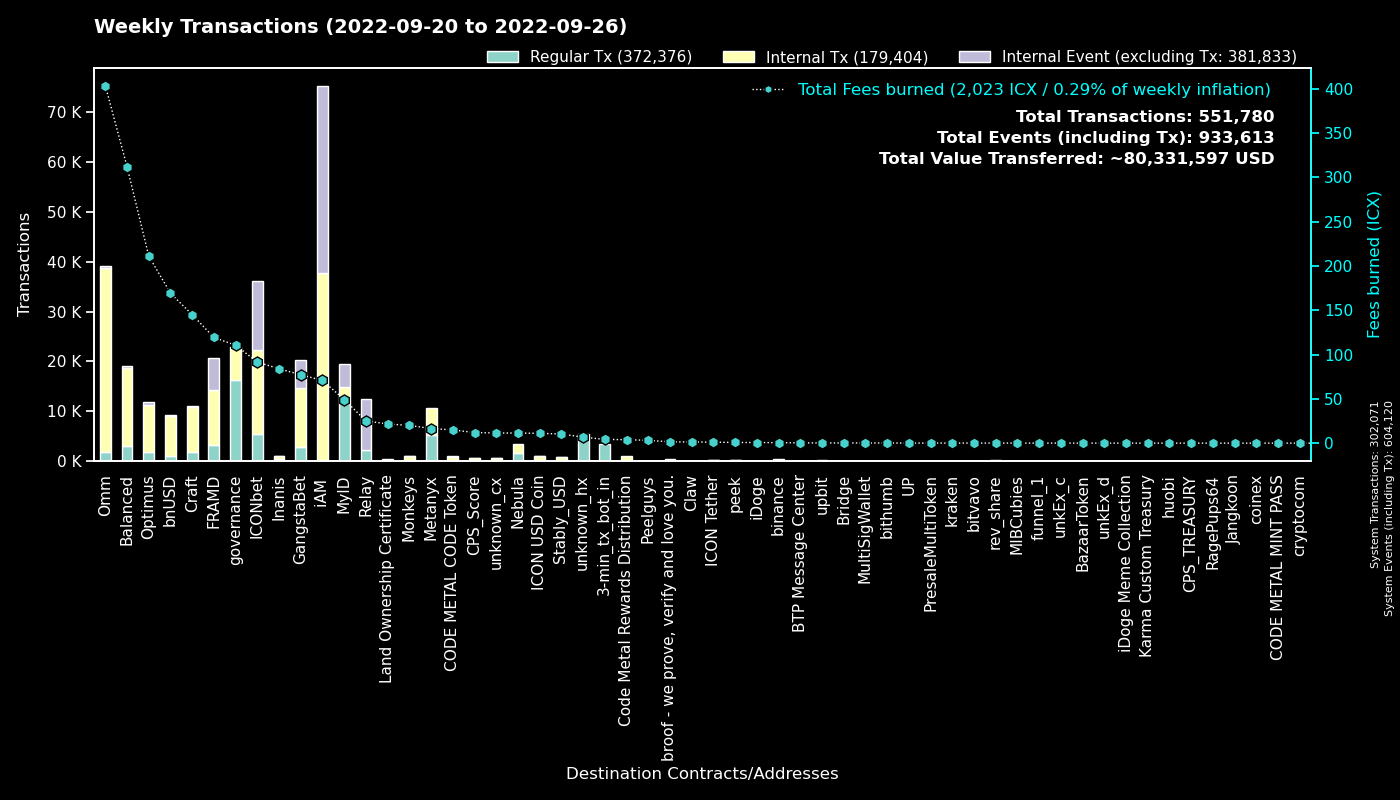 Weekly Transactions (2022-09-20 to 2022-09-26)
Regular Tx (372,376)
Internal Tx (179,404)
Internal Event (excluding Tx: 381,833)
Total Fees burned (2,023 ICX / 0.29% of weekly inflation)
Total Transactions: 551,780
Total Events (including Tx): 933,613
Total Value Transferred: ~80,331,597 USD
Transactions
70 K
60 K
50 K
40 K
30 K
20 K
10 K
0 K
400
350
300
250
200
150
100
50
0
Fees burned (ICX)
System Transactions: 302,071
System Events (including Tx): 604,120
Omm
Balanced
Optimus
bnUSD
Craft
FRAMD
governance
ICONbet
Inanis
GangstaBet
iAM
MyID
Relay
Land Ownership Certificate
Monkeys
Metanyx
CODE METAL CODE Token
CPS_Score
unknown_cx
Nebula
ICON USD Coin
Stably_USD
unknown_hx
3-min_tx_bot_in
Code Metal Rewards Distribution
Peelguys
broof - we prove, verify and love you.
Claw
ICON Tether
peek
iDoge
binance
BTP Message Center
upbit
Bridge
MultiSigWallet
bithumb
UP
PresaleMultiToken
kraken
bitvavo
rev_share
MIBCubies
funnel_1
unkEx_c
BazaarToken
unkEx_d
iDoge Meme Collection
Karma Custom Treasury
huobi
CPS_TREASURY
RagePups64
Jangkoon
coinex
CODE METAL MINT PASS
cryptocom
Destination Contracts/Addresses